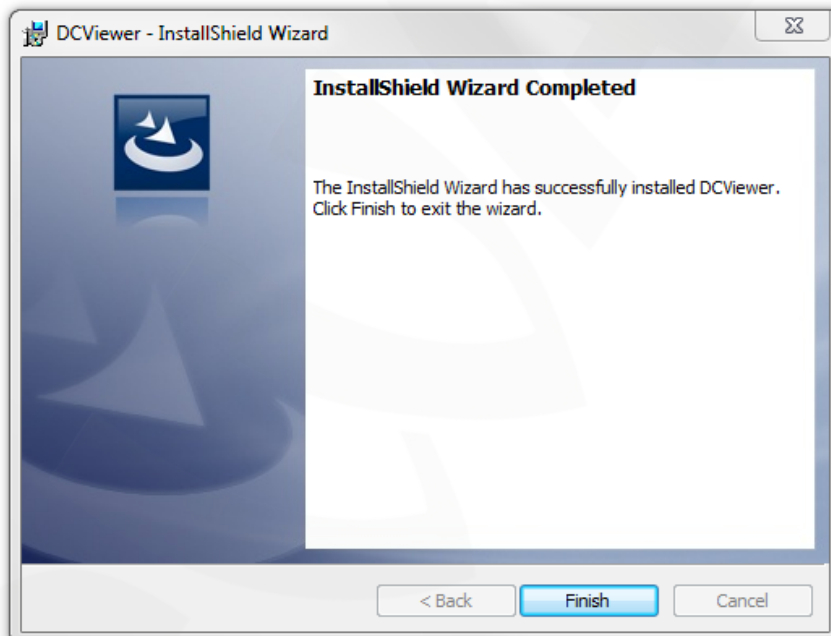 DCViewer - InstallShield Wizard
InstallShield Wizard Completed
The InstallShield Wizard has successfully installed DCViewer.
Click Finish to exit the wizard.
< Back
Finish
Cancel